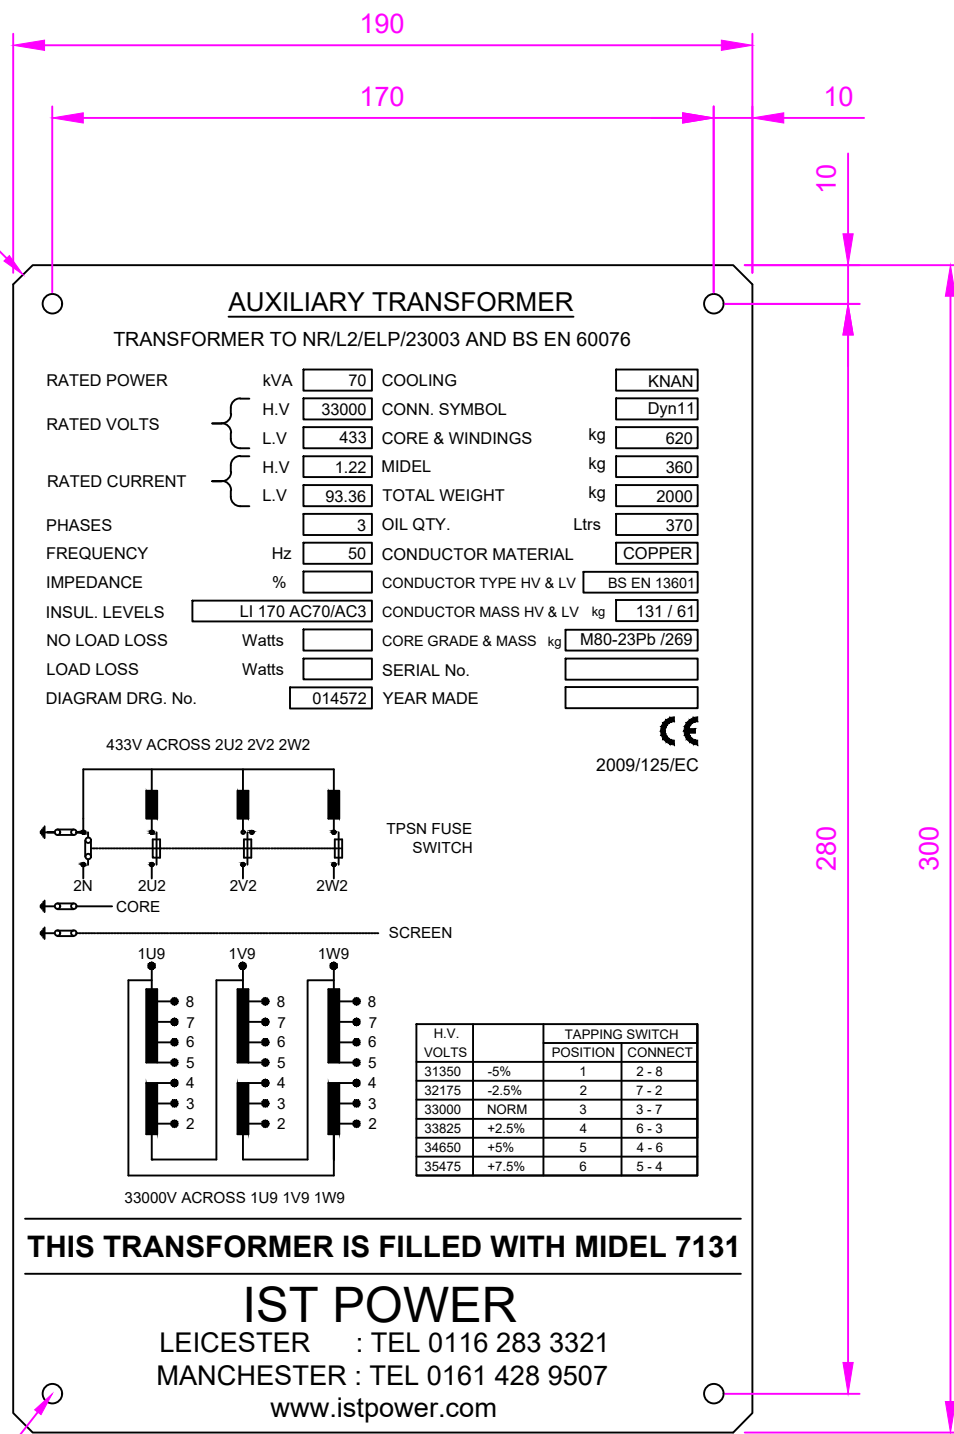 190
170 10
10
AUXILIARY TRANSFORMER
TRANSFORMER TO NR/L2/ELP/23003 AND BS EN 60076
RATED POWER kVA 70 COOLING KNAN
RATED VOLTS H.V 33000 CONN. SYMBOL Dyn11
L.V 433 CORE & WINDINGS kg 620
RATED CURRENT H.V 1.22 MIDEL kg 360
L.V 93.36 TOTAL WEIGHT kg 2000
PHASES 3 OIL QTY. Ltrs 370
FREQUENCY Hz 50 CONDUCTOR MATERIAL COPPER
IMPEDANCE % CONDUCTOR TYPE HV & LV BS EN 13601
INSUL. LEVELS LI 170 AC70/AC3 CONDUCTOR MASS HV & LV kg 131 / 61
NO LOAD LOSS Watts CORE GRADE & MASS kg M80-23Pb /269
LOAD LOSS Watts SERIAL No.
DIAGRAM DRG. No. 014572 YEAR MADE
CE
433V ACROSS 2U2 2V2 2W2
2009/125/EC
TPSN FUSE
SWITCH
280 300
2N 2U2 2V2 2W2
CORE
SCREEN
1U9 1V9 1W9
8 8 8
7 7 7
6 6 6
5 5 5
4 4 4
3 3 3
2 2 2
H.V. TAPPING SWITCH
VOLTS POSITION CONNECT
31350 -5% 1 2 - 8
32175 -2.5% 2 7 - 2
33000 NORM 3 3 - 7
33825 +2.5% 4 6 - 3
34650 +5% 5 4 - 6
35475 +7.5% 6 5 - 4
33000V ACROSS 1U9 1V9 1W9
THIS TRANSFORMER IS FILLED WITH MIDEL 7131
IST POWER
LEICESTER : TEL 0116 283 3321
MANCHESTER : TEL 0161 428 9507
www.istpower.com